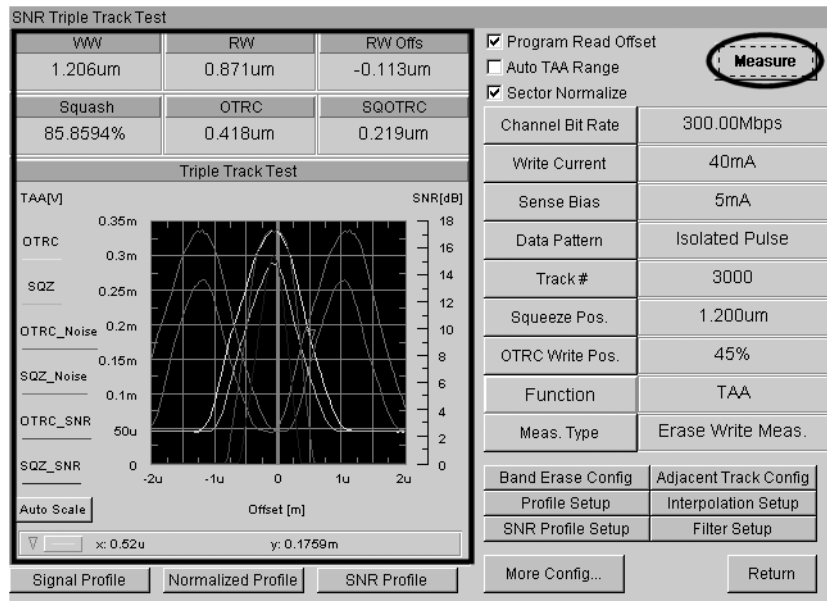 SNR Triple Track Test
WW RW RW Offs
1.206um 0.871um -0.113um
Squash OTRC SQOTRC
85.8594% 0.418um 0.219um
Triple Track Test
TAA[V] SNR[dB]
OTRC
SQZ
OTRC_Noise
SQZ_Noise
OTRC_SNR
SQZ_SNR
0.35m
0.3m
0.25m
0.2m
0.15m
0.1m
50u
0
18
16
14
12
10
8
6
4
2
0
-2u -1u 0 1u 2u
Auto Scale
Offset [m]
x: 0.52u y: 0.1759m
Signal Profile Normalized Profile SNR Profile
Program Read Offset
Auto TAA Range
Sector Normalize
Measure
Channel Bit Rate 300.00Mbps
Write Current 40mA
Sense Bias 5mA
Data Pattern Isolated Pulse
Track # 3000
Squeeze Pos. 1.200um
OTRC Write Pos. 45%
Function TAA
Meas. Type Erase Write Meas.
Band Erase Config Adjacent Track Config
Profile Setup Interpolation Setup
SNR Profile Setup Filter Setup
More Config... Return